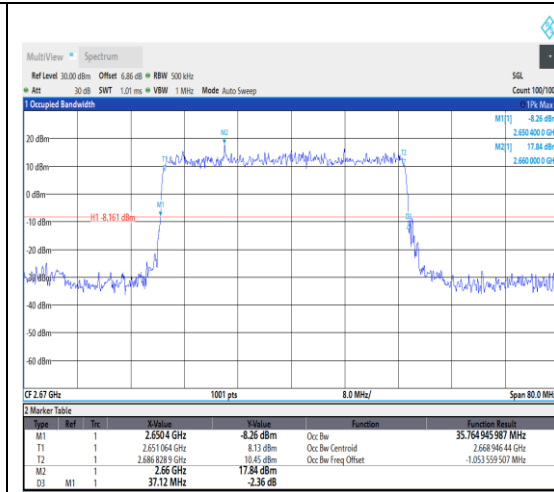 MultiView Spectrum
Ref Level 30.00 dBm Offset 6.86 dB RBW 500 kHz SGL
Att 30 dB SWT 1.01 ms VBW 1 MHz Mode Auto Sweep Count 100/100
1 Occupied Bandwidth 1Pk Max
M1[1] -8.26 dBm
2.650 400 0 GHz
M2[1] 17.84 dBm
2.660 000 0 GHz
M2
20 dBm
T1 T2
10 dBm
0 dBm
M1
H1 -8.161 dBm
D3
-10 dBm
-20 dBm
-30 dBm
-40 dBm
-50 dBm
-60 dBm
CF 2.67 GHz 1001 pts 8.0 MHz/ Span 80.0 MHz
2 Marker Table
Type Ref Trc X-Value Y-Value Function Function Result
M1 1 2.6504 GHz -8.26 dBm Occ Bw 35.764 945 987 MHz
T1 1 2.651 064 GHz 8.13 dBm Occ Bw Centroid 2.668 946 44 GHz
T2 1 2.686 828 9 GHz 10.45 dBm Occ Bw Freq Offset -1.053 559 507 MHz
M2 1 2.66 GHz 17.84 dBm
D3 M1 1 37.12 MHz -2.36 dB